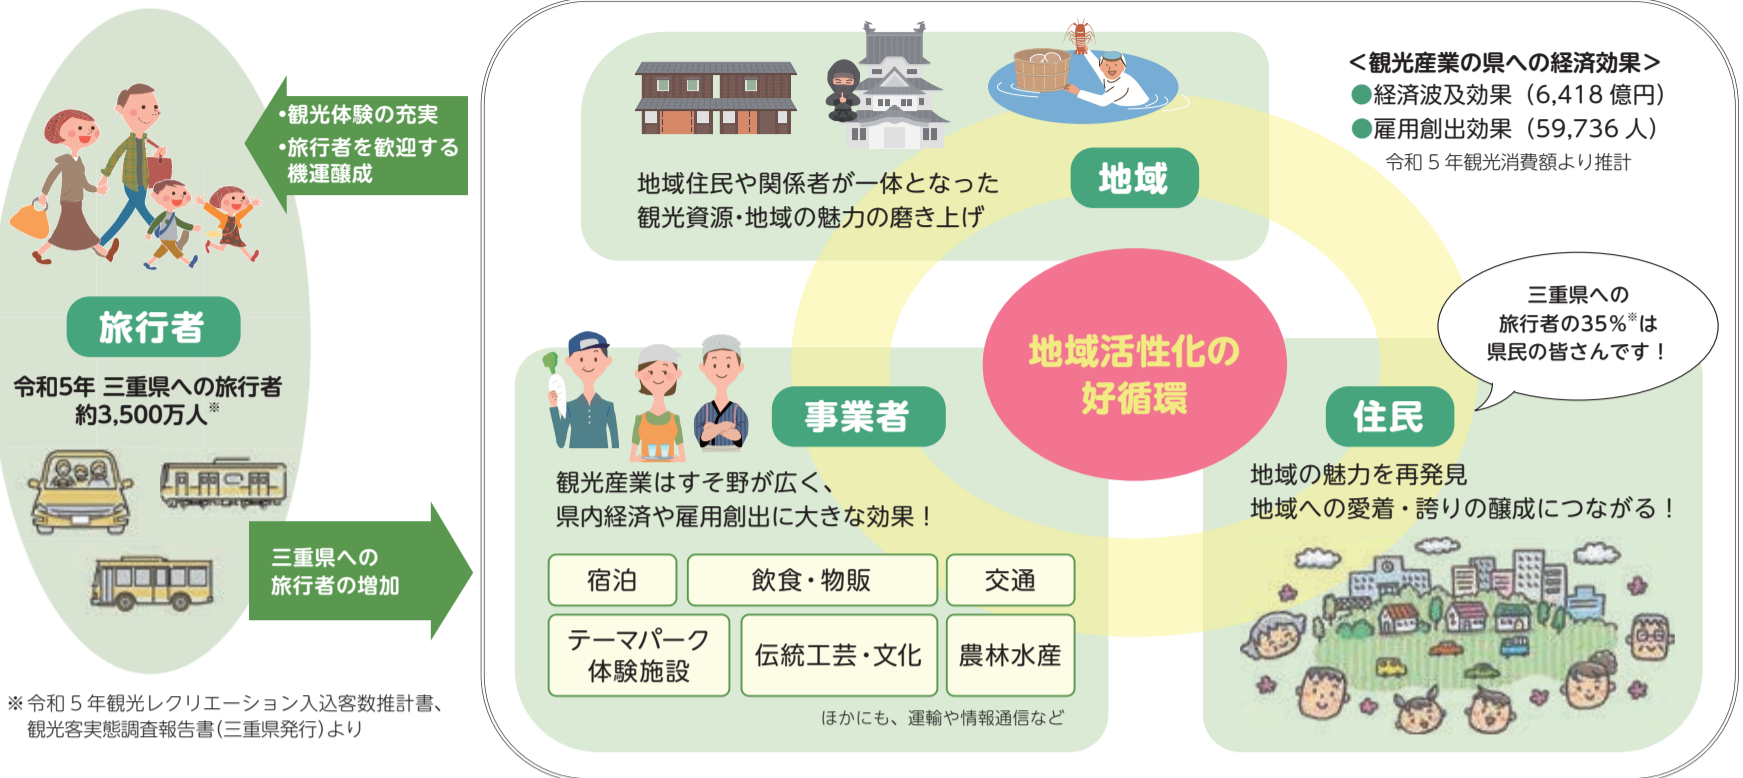 ・観光体験の充実
・旅行者を歓迎する
機運醸成
旅行者
令和5年 三重県への旅行者
約3,500万人※
三重県への
旅行者の増加
※令和5年観光レクリエーション入込客数推計書、
観光客実態調査報告書(三重県発行)より
地域住民や関係者が一体となった
観光資源・地域の魅力の磨き上げ
地域
＜観光産業の県への経済効果＞
●経済波及効果（6,418億円）
●雇用創出効果（59,736人）
令和5年観光消費額より推計
地域活性化の
好循環
三重県への
旅行者の35%※は
県民の皆さんです！
事業者
観光産業はすそ野が広く、
県内経済や雇用創出に大きな効果！
宿泊
飲食・物販
交通
テーマパーク
体験施設
伝統工芸・文化
農林水産
ほかにも、運輸や情報通信など
住民
地域の魅力を再発見
地域への愛着・誇りの醸成につながる！